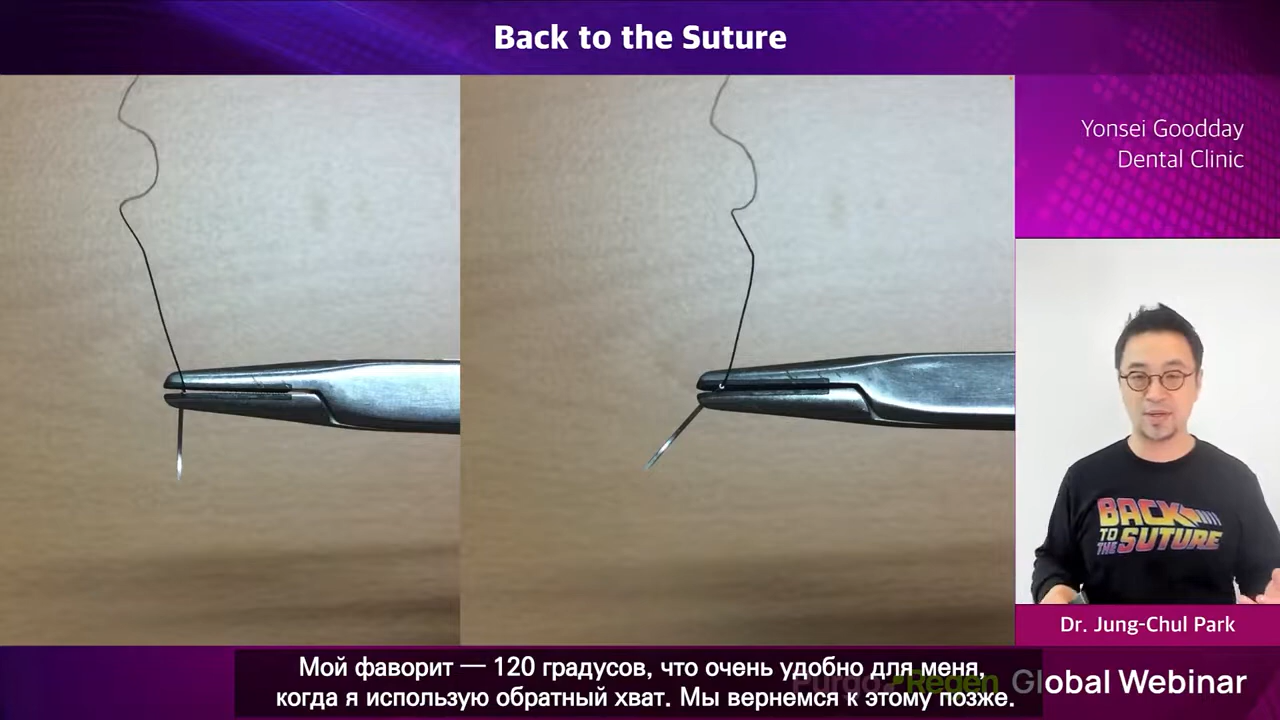 Back to the Suture
Yonsei Goodday
Dental Clinic
BACK
TO
THE SUTURE
Dr. Jung-Chul Park
Мой фаворит — 120 градусов, что очень удобно для меня,
когда я использую обратный хват. Мы вернемся к этому позже.
Regen Global Webinar